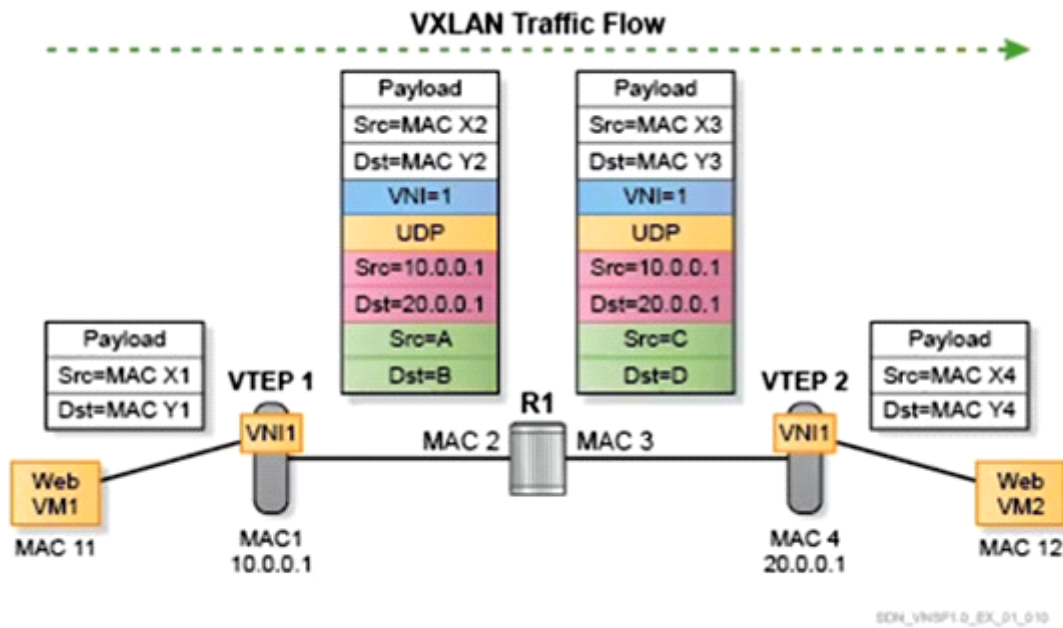 VXLAN Traffic Flow
Payload
Src=MAC X2
Dst=MAC Y2
VNI=1
UDP
Src=10.0.0.1
Dst=20.0.0.1
Src=A
Dst=B
Payload
Src=MAC X3
Dst=MAC Y3
VNI=1
UDP
Src=10.0.0.1
Dst=20.0.0.1
Src=C
Dst=D
Payload
Src=MAC X1
Dst=MAC Y1
VTEP 1
VNI1
R1
MAC 2
MAC 3
VTEP 2
VNI1
Payload
Src=MAC X4
Dst=MAC Y4
Web
VM1
MAC 11
MAC1
10.0.0.1
MAC 4
20.0.0.1
Web
VM2
MAC 12
SDN_VNSF1.0_EX_01_010